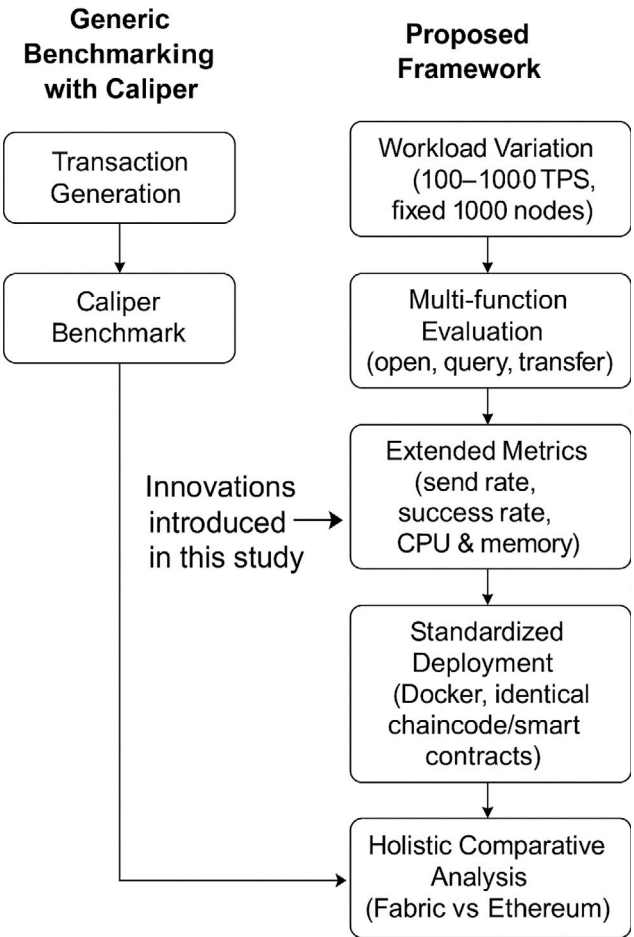 Generic
Benchmarking
with Caliper
Transaction
Generation
Caliper
Benchmark
Innovations
introduced
in this study
Proposed
Framework
Workload Variation
(100–1000 TPS,
fixed 1000 nodes)
Multi-function
Evaluation
(open, query, transfer)
Extended Metrics
(send rate,
success rate,
CPU & memory)
Standardized
Deployment
(Docker, identical
chaincode/smart
contracts)
Holistic Comparative
Analysis
(Fabric vs Ethereum)